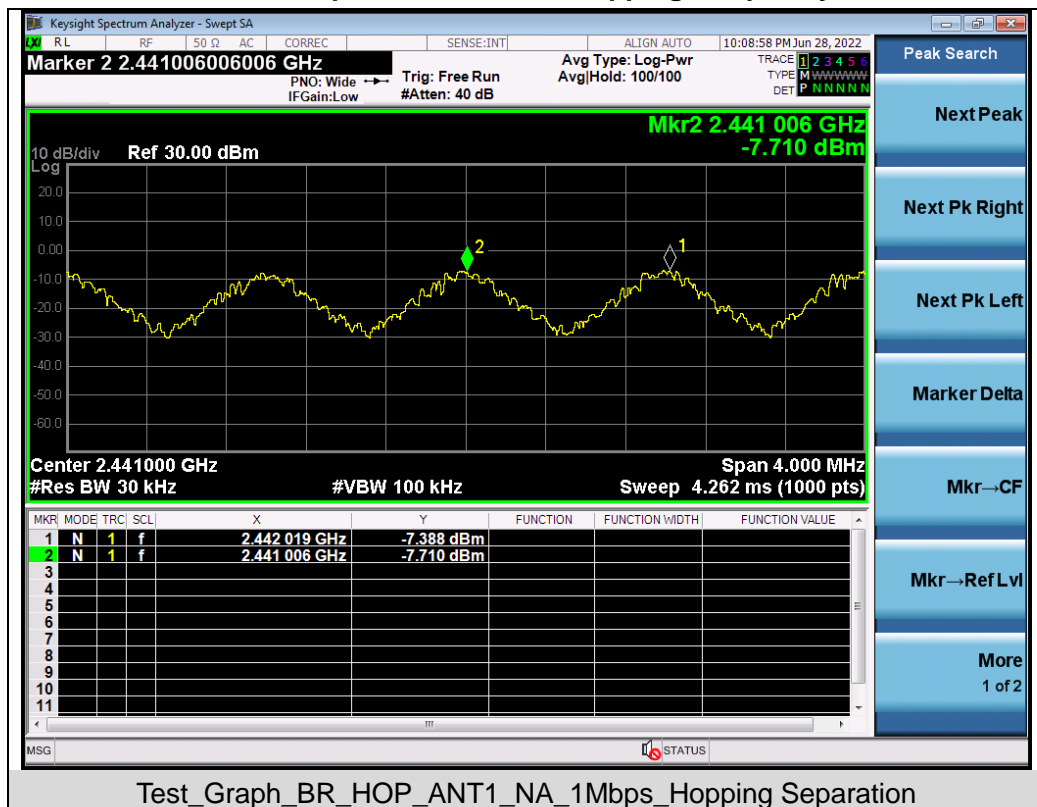 Keysight Spectrum Analyzer - Swept SA
LXI RL RF 50 Ω AC CORREC SENSE:INT ALIGN AUTO 10:08:58 PM Jun 28, 2022
Marker 2 2.441006006006 GHz
PNO: Wide
IFGain:Low
Trig: Free Run
#Atten: 40 dB
Avg Type: Log-Pwr
Avg|Hold: 100/100
TRACE 1 2 3 4 5 6
TYPE M WWWWW
DET P N N N N N
Mkr2 2.441 006 GHz
-7.710 dBm
10 dB/div Ref 30.00 dBm
Log
20.0
10.0
0.00
-10.0
-20.0
-30.0
-40.0
-50.0
-60.0
2
1
Center 2.441000 GHz Span 4.000 MHz
#Res BW 30 kHz #VBW 100 kHz Sweep 4.262 ms (1000 pts)
MKR MODE TRC SCL X Y FUNCTION FUNCTION WIDTH FUNCTION VALUE
1 N 1 f 2.442 019 GHz -7.388 dBm
2 N 1 f 2.441 006 GHz -7.710 dBm
3
4
5
6
7
8
9
10
11
MSG STATUS
Peak Search
Next Peak
Next Pk Right
Next Pk Left
Marker Delta
Mkr→CF
Mkr→Ref Lvl
More
1 of 2
Test_Graph_BR_HOP_ANT1_NA_1Mbps_Hopping Separation